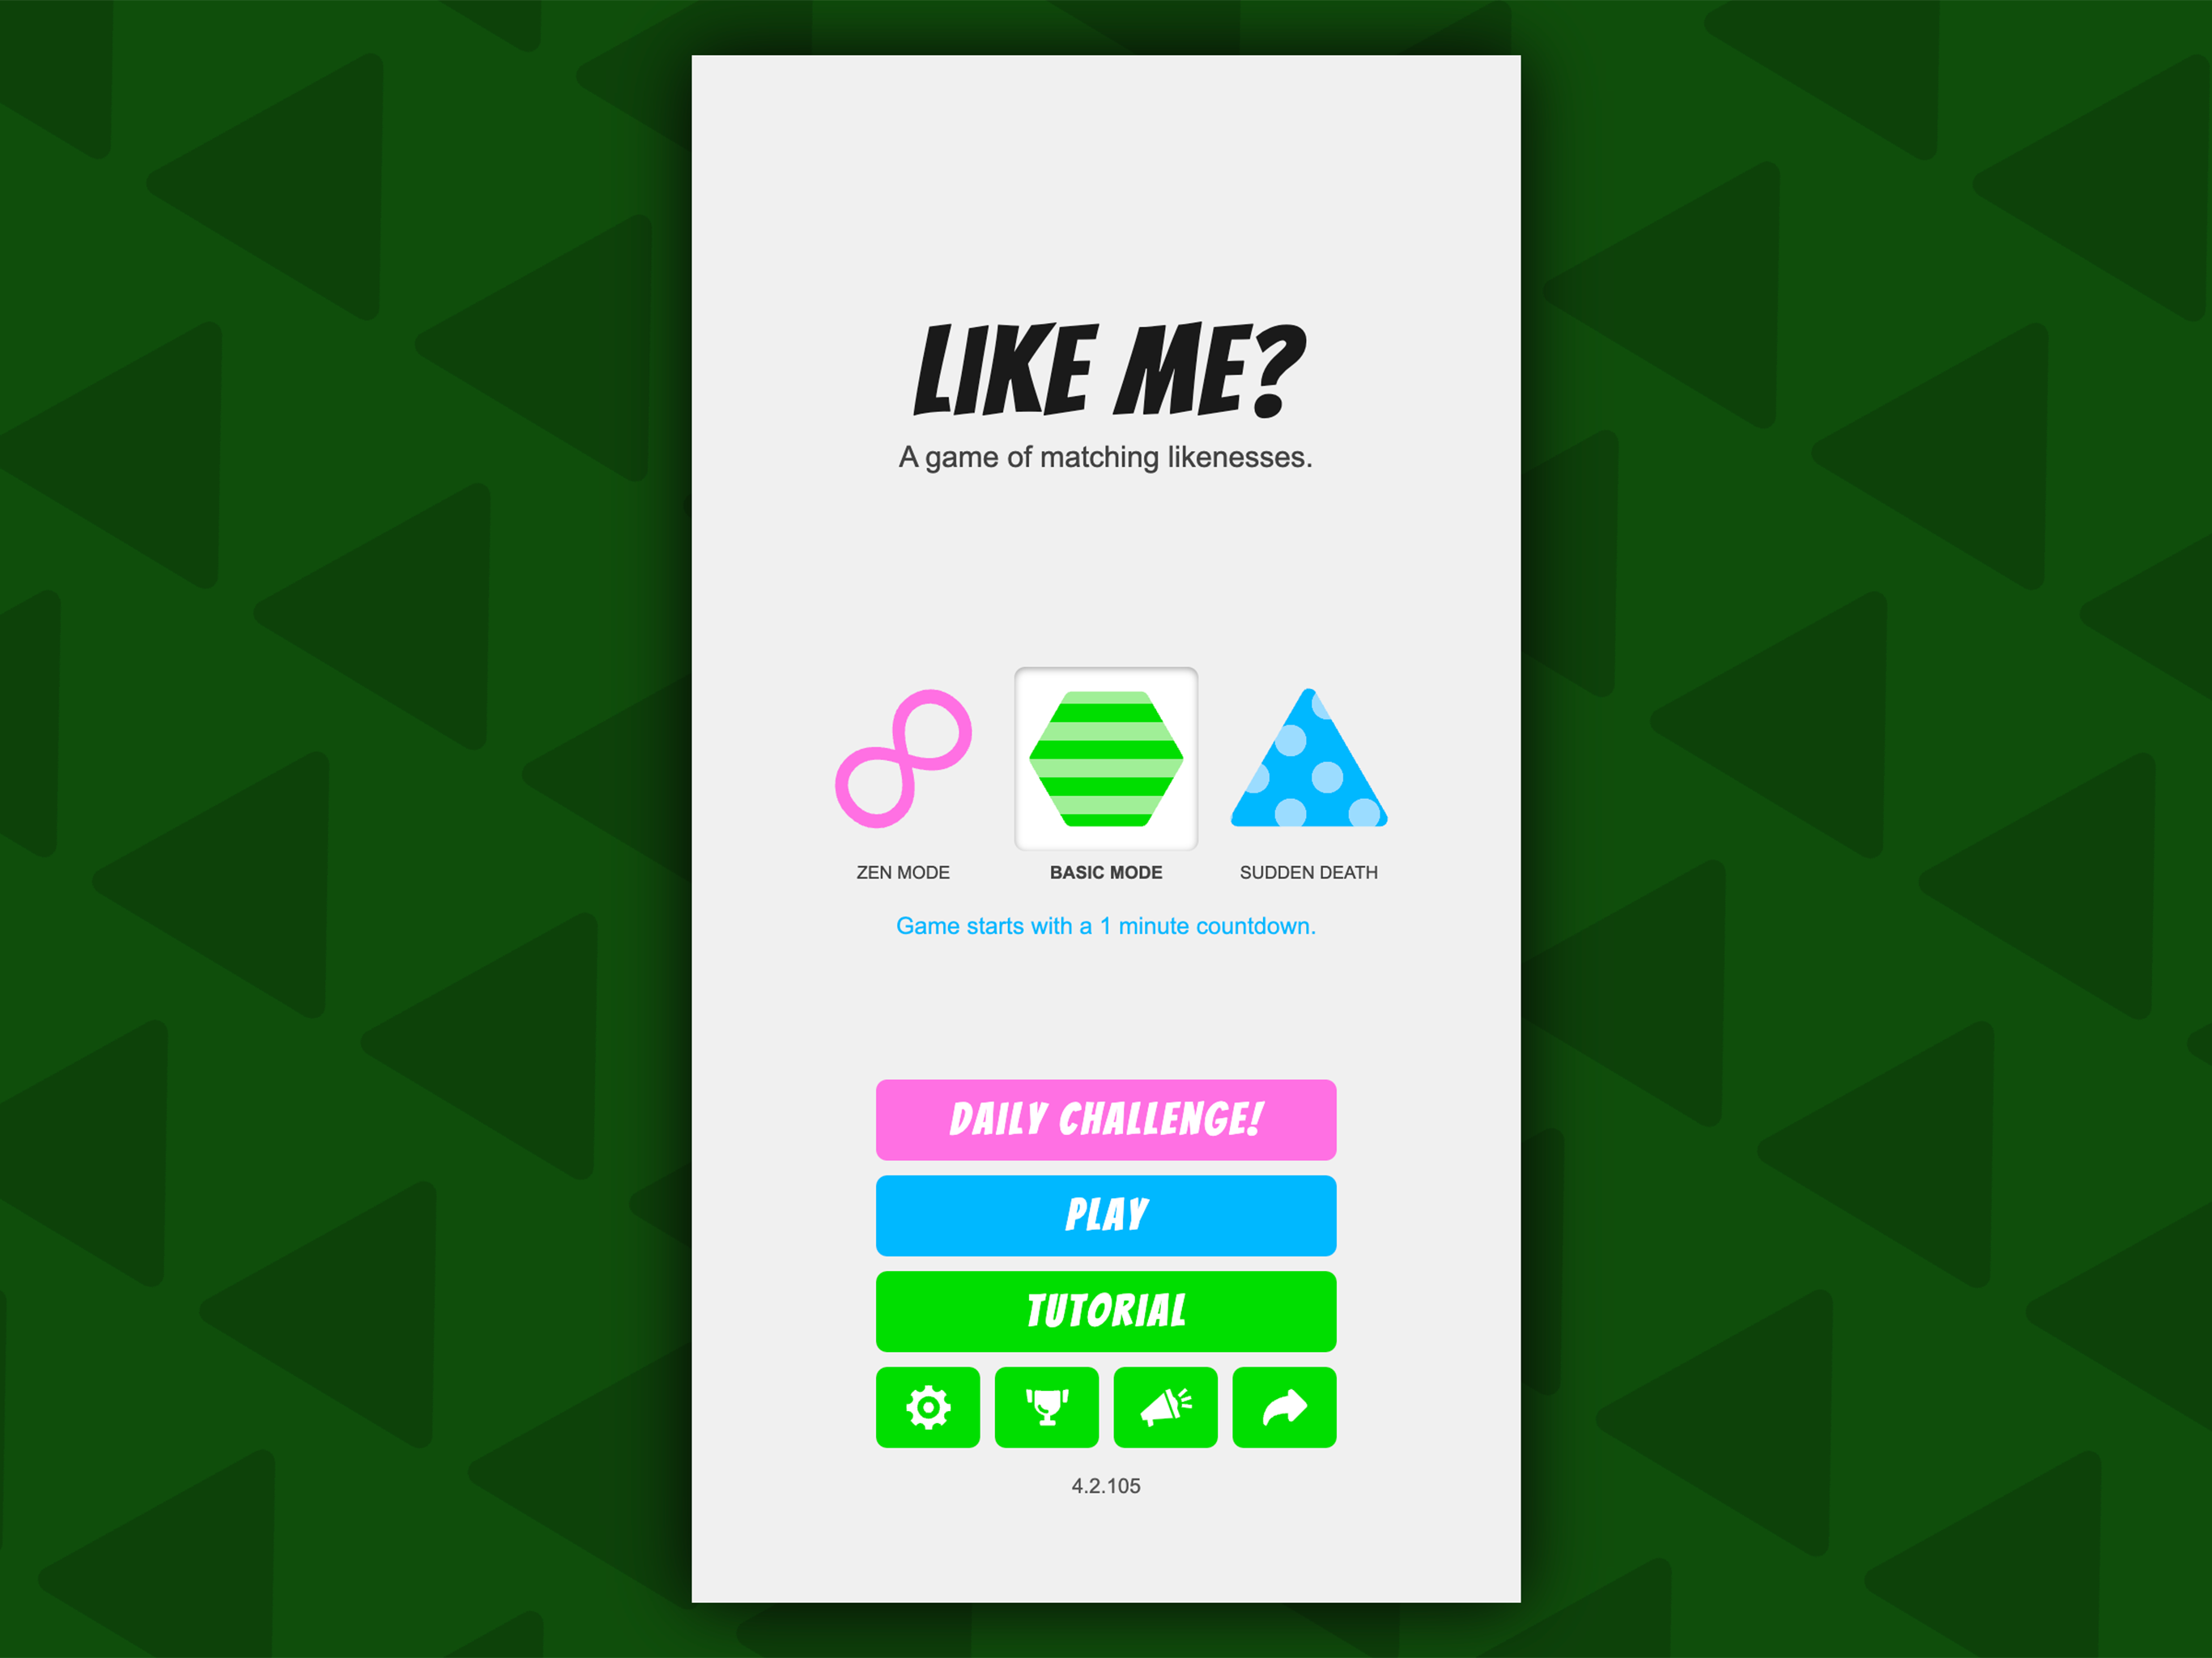 LIKE ME?
A game of matching likenesses.
ZEN MODE
BASIC MODE
SUDDEN DEATH
Game starts with a 1 minute countdown.
DAILY CHALLENGE!
PLAY
TUTORIAL
4.2.105